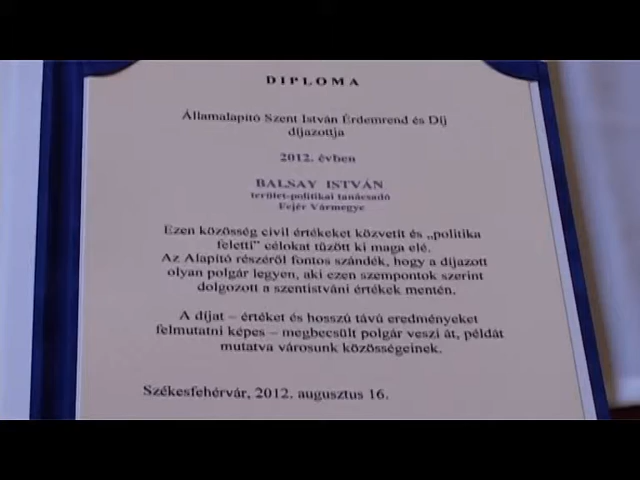 DIPLOMA
Államalapító Szent István Érdemrend és Díj
díjazottja
2012. évben
BALSAY ISTVÁN
terület-politikai tanácsadó
Fejér Vármegye
Ezen közösség civil értékeket közvetít és „politika
feletti” célokat tűzött ki maga elé.
Az Alapító részéről fontos szándék, hogy a díjazott
olyan polgár legyen, aki ezen szempontok szerint
dolgozott a szentistváni értékek mentén.
A díjat – értéket és hosszú távú eredményeket
felmutatni képes – megbecsült polgár veszi át, példát
mutatva városunk közösségeinek.
Székesfehérvár, 2012. augusztus 16.